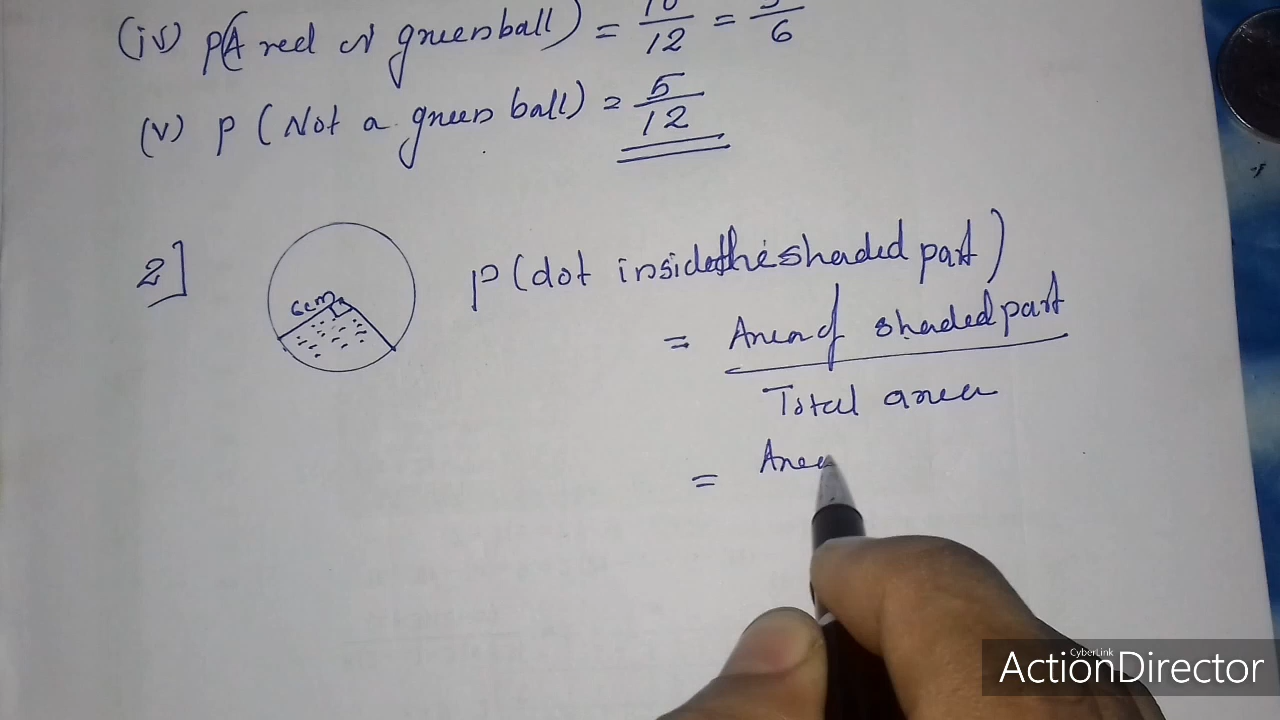 (iv) P(A red or green ball) = 10/12 = 5/6
(v) P (Not a green ball) = 5/12
2]
6cm
P (dot inside the shaded part)
= Area of shaded part
Total area
= Area
CyberLink
ActionDirector